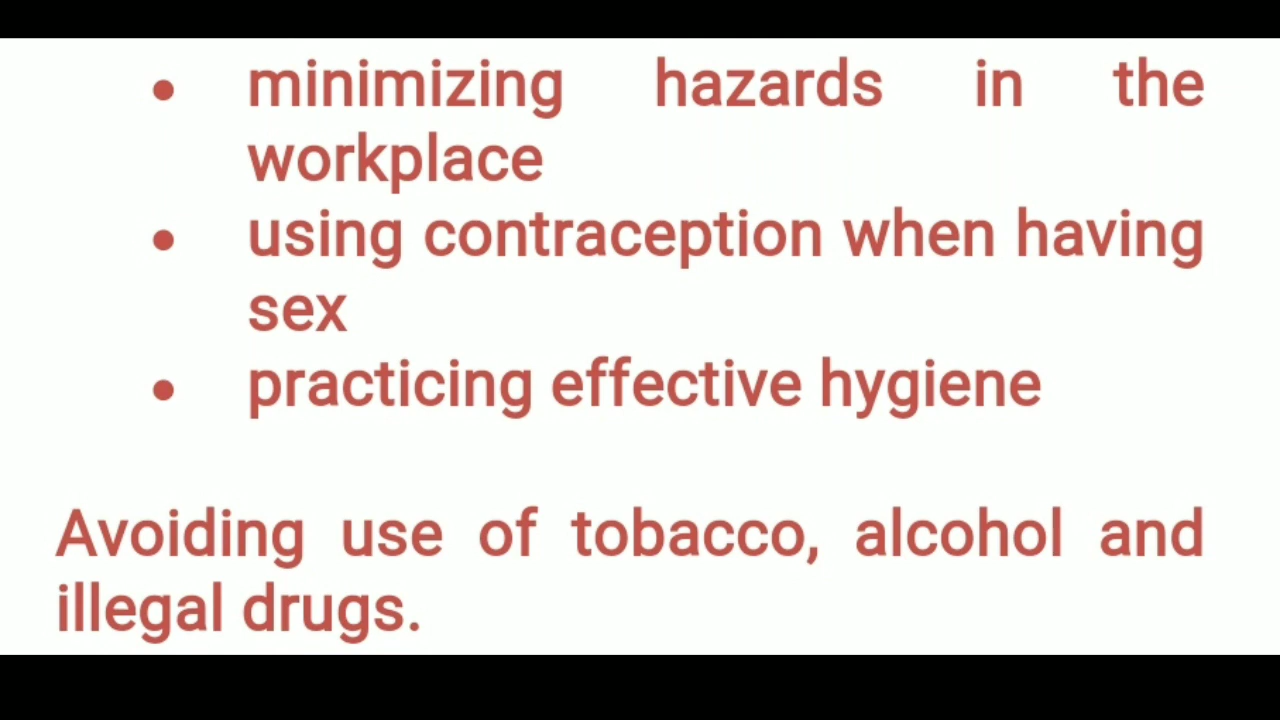 • minimizing hazards in the
workplace
• using contraception when having
sex
• practicing effective hygiene
Avoiding use of tobacco, alcohol and
illegal drugs.